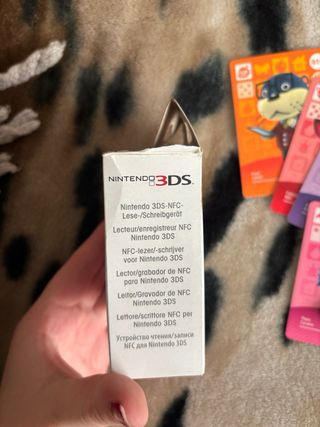 NINTENDO 3DS
Nintendo 3DS-NFC-
Lese-/Schreibgerät
Lecteur/enregistreur NFC
Nintendo 3DS
NFC-lezer/-schrijver
voor Nintendo 3DS
Lector/grabador de NFC
para Nintendo 3DS
Leitor/Gravador de NFC
Nintendo 3DS
Lettore/scrittore NFC per
Nintendo 3DS
Устройство чтения/записи
NFC для Nintendo 3DS